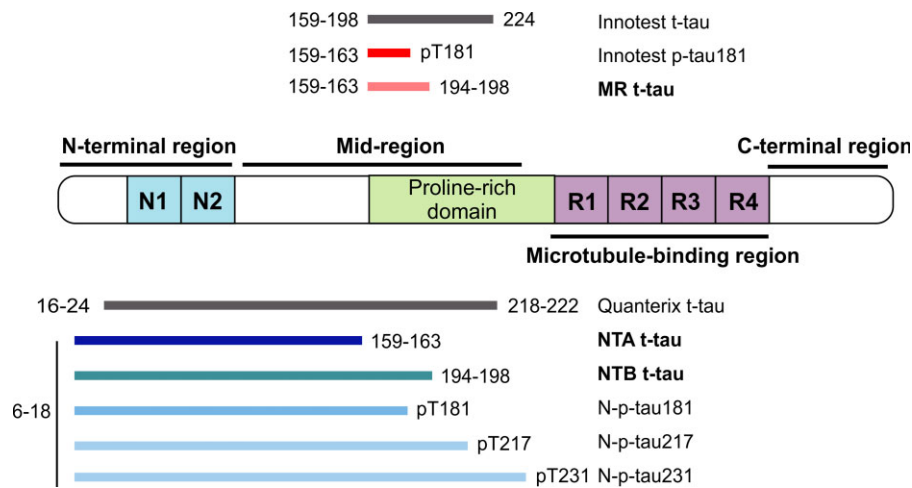 159-198 224 Innotest t-tau
159-163 pT181 Innotest p-tau181
159-163 194-198 MR t-tau
N-terminal region Mid-region C-terminal region
N1 N2 Proline-rich domain R1 R2 R3 R4
Microtubule-binding region
16-24 218-222 Quanterix t-tau
159-163 NTA t-tau
194-198 NTB t-tau
6-18 pT181 N-p-tau181
pT217 N-p-tau217
pT231 N-p-tau231